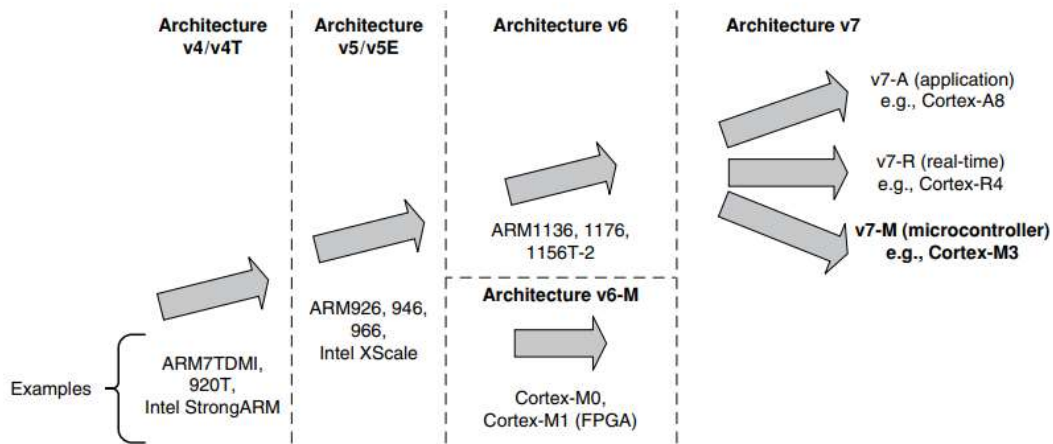 Architecture
v4/v4T
Architecture
v5/v5E
Architecture v6
Architecture v7
v7-A (application)
e.g., Cortex-A8
v7-R (real-time)
e.g., Cortex-R4
v7-M (microcontroller)
e.g., Cortex-M3
ARM1136, 1176,
1156T-2
Architecture v6-M
ARM926, 946,
966,
Intel XScale
Examples
ARM7TDMI,
920T,
Intel StrongARM
Cortex-M0,
Cortex-M1 (FPGA)